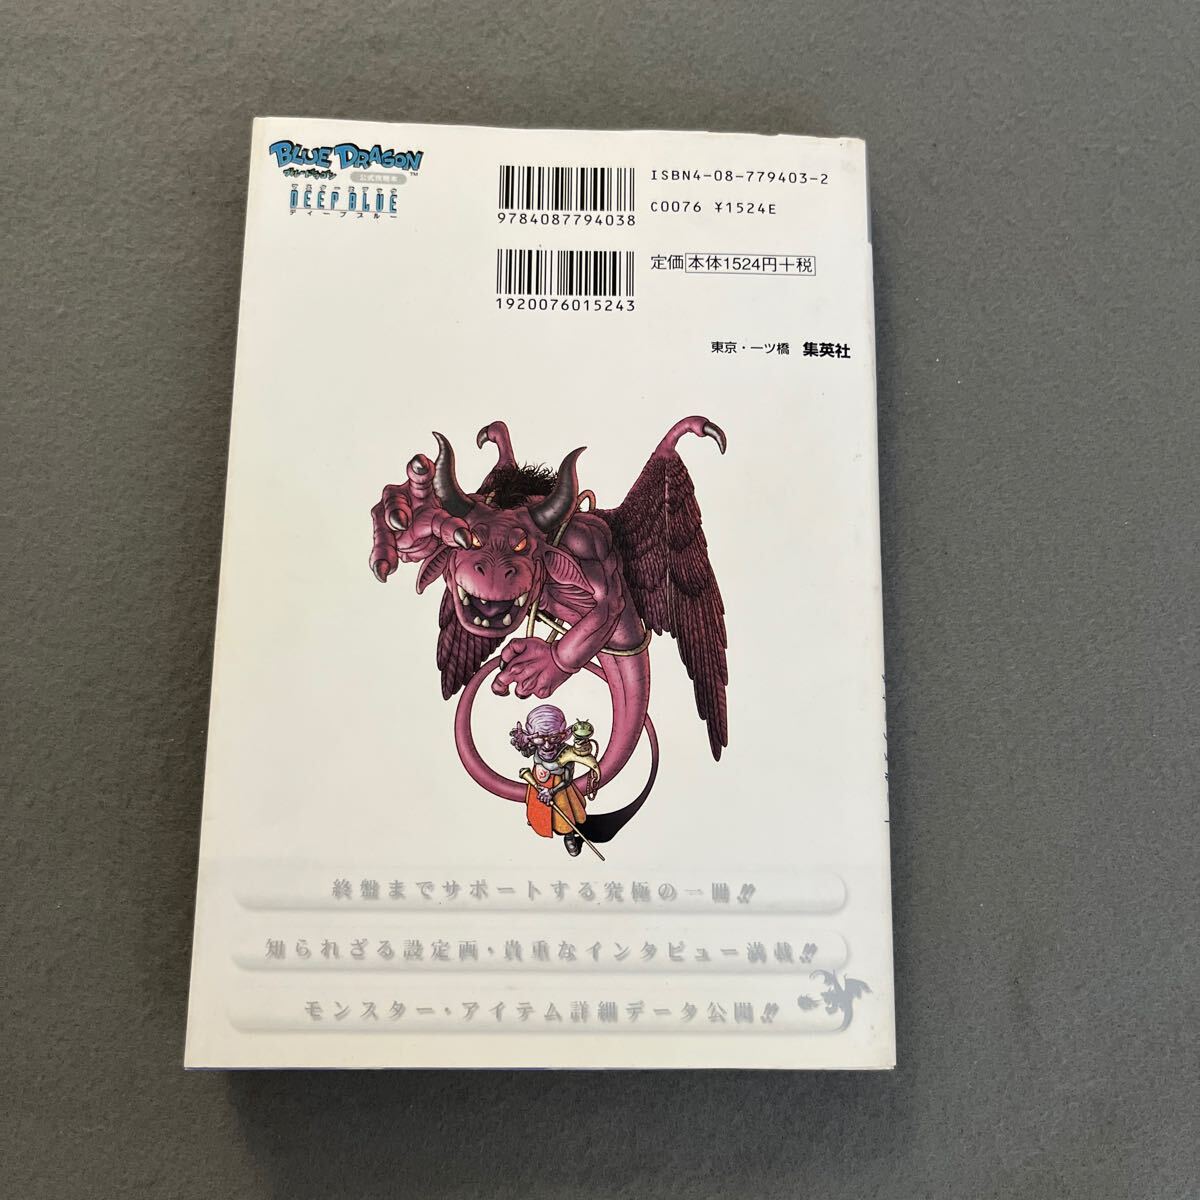 BLUE DRAGON™
ブルードラゴン 公式攻略本
DEEP BLUE
ディープブルー
ISBN4-08-779403-2
9784087794038
C0076 ¥1524E
定価 本体1524円+税
1920076015243
東京・一ツ橋 集英社
終盤までサポートする究極の一冊!!
知られざる設定画・貴重なインタビュー満載!!
モンスター・アイテム詳細データ公開!!